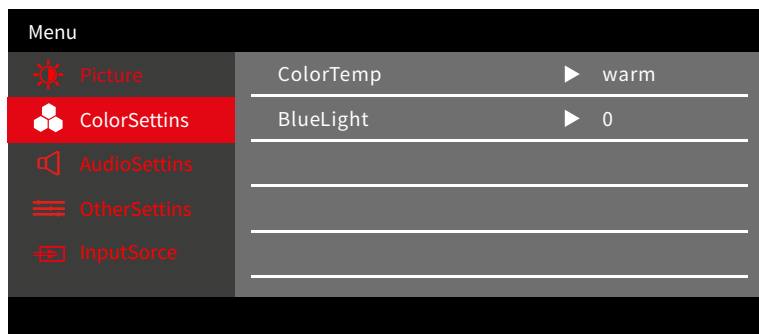 Menu
Picture
ColorTemp ▶ warm
ColorSettins
BlueLight ▶ 0
AudioSettins
OtherSettins
InputSorce